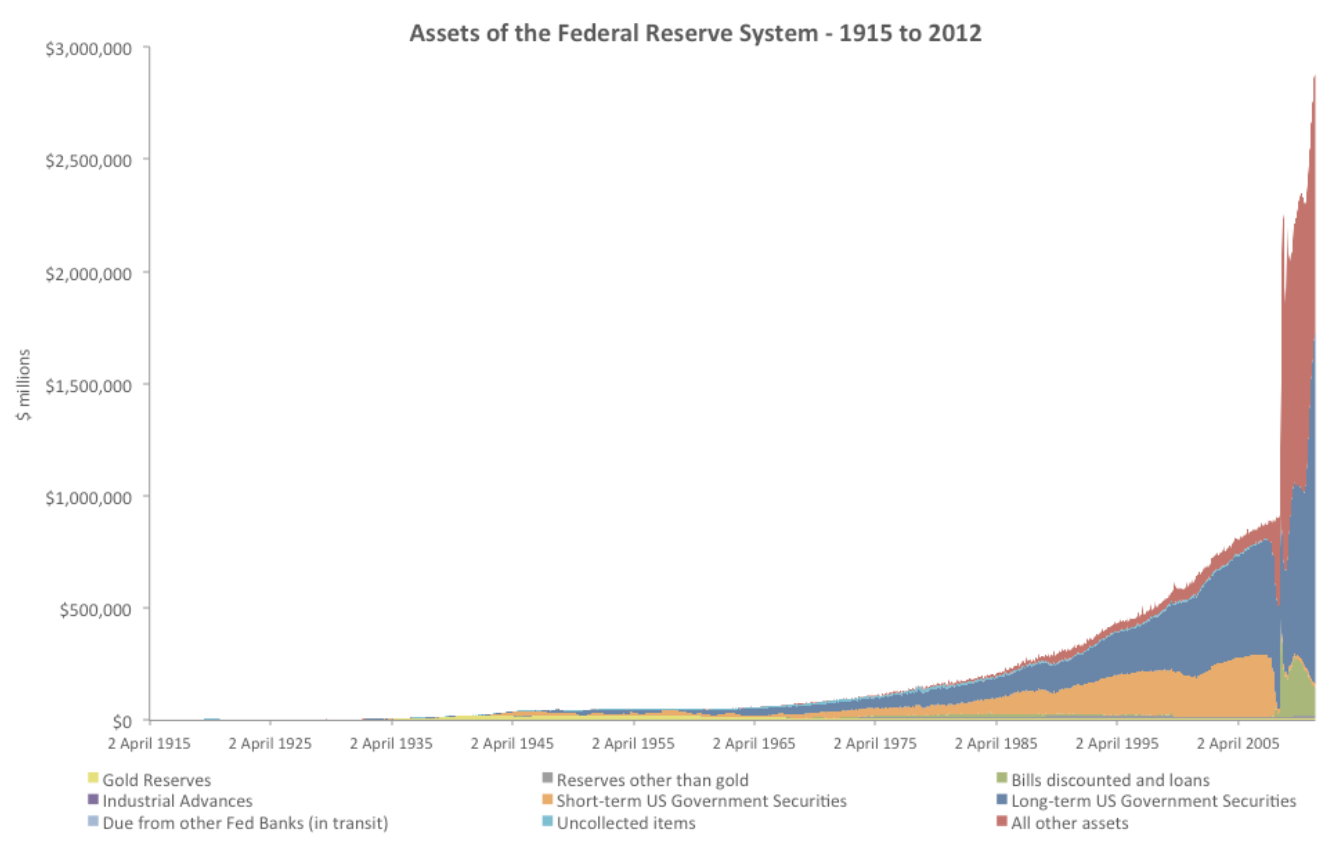 Assets of the Federal Reserve System - 1915 to 2012
$3,000,000
$2,500,000
$2,000,000
$1,500,000
$1,000,000
$500,000
$0
$ millions
2 April 1915 2 April 1925 2 April 1935 2 April 1945 2 April 1955 2 April 1965 2 April 1975 2 April 1985 2 April 1995 2 April 2005
Gold Reserves Reserves other than gold Bills discounted and loans
Industrial Advances Short-term US Government Securities Long-term US Government Securities
Due from other Fed Banks (in transit) Uncollected items All other assets